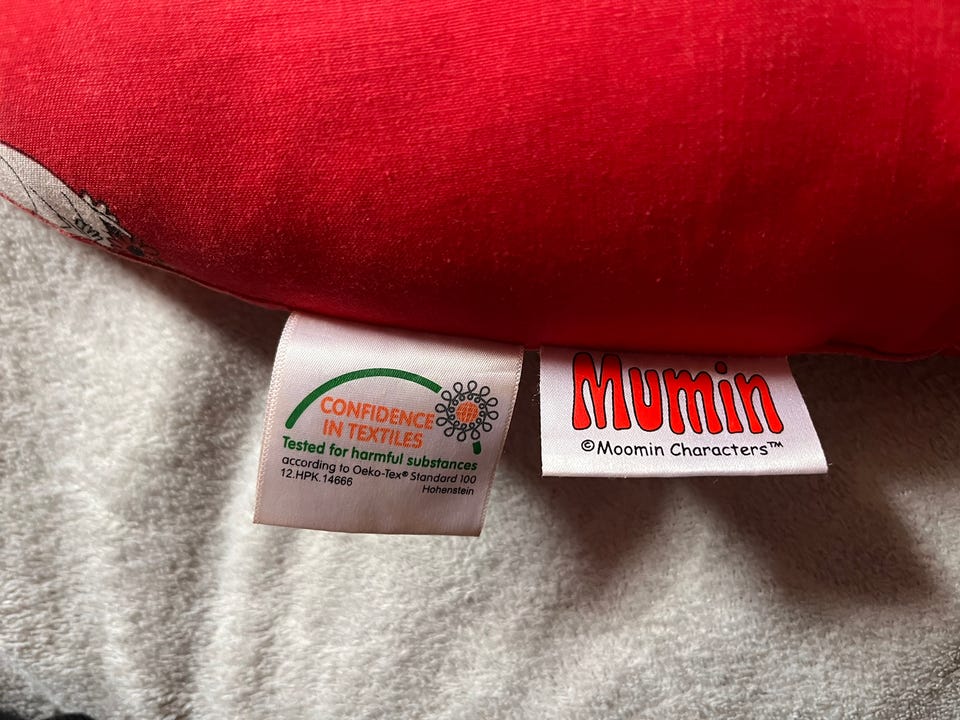 CONFIDENCE
IN TEXTILES
Tested for harmful substances
according to Oeko-Tex® Standard 100
12.HPK.14666
Hohenstein
Mumin
©Moomin Characters™